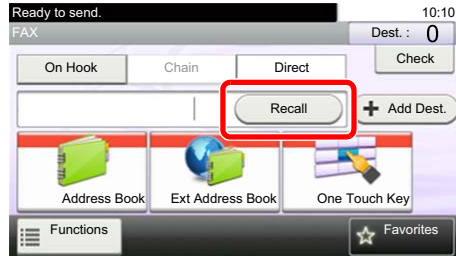 Ready to send. 10:10
FAX Dest. : 0
On Hook Chain Direct Check
Recall Add Dest.
Address Book Ext Address Book One Touch Key
Functions Favorites